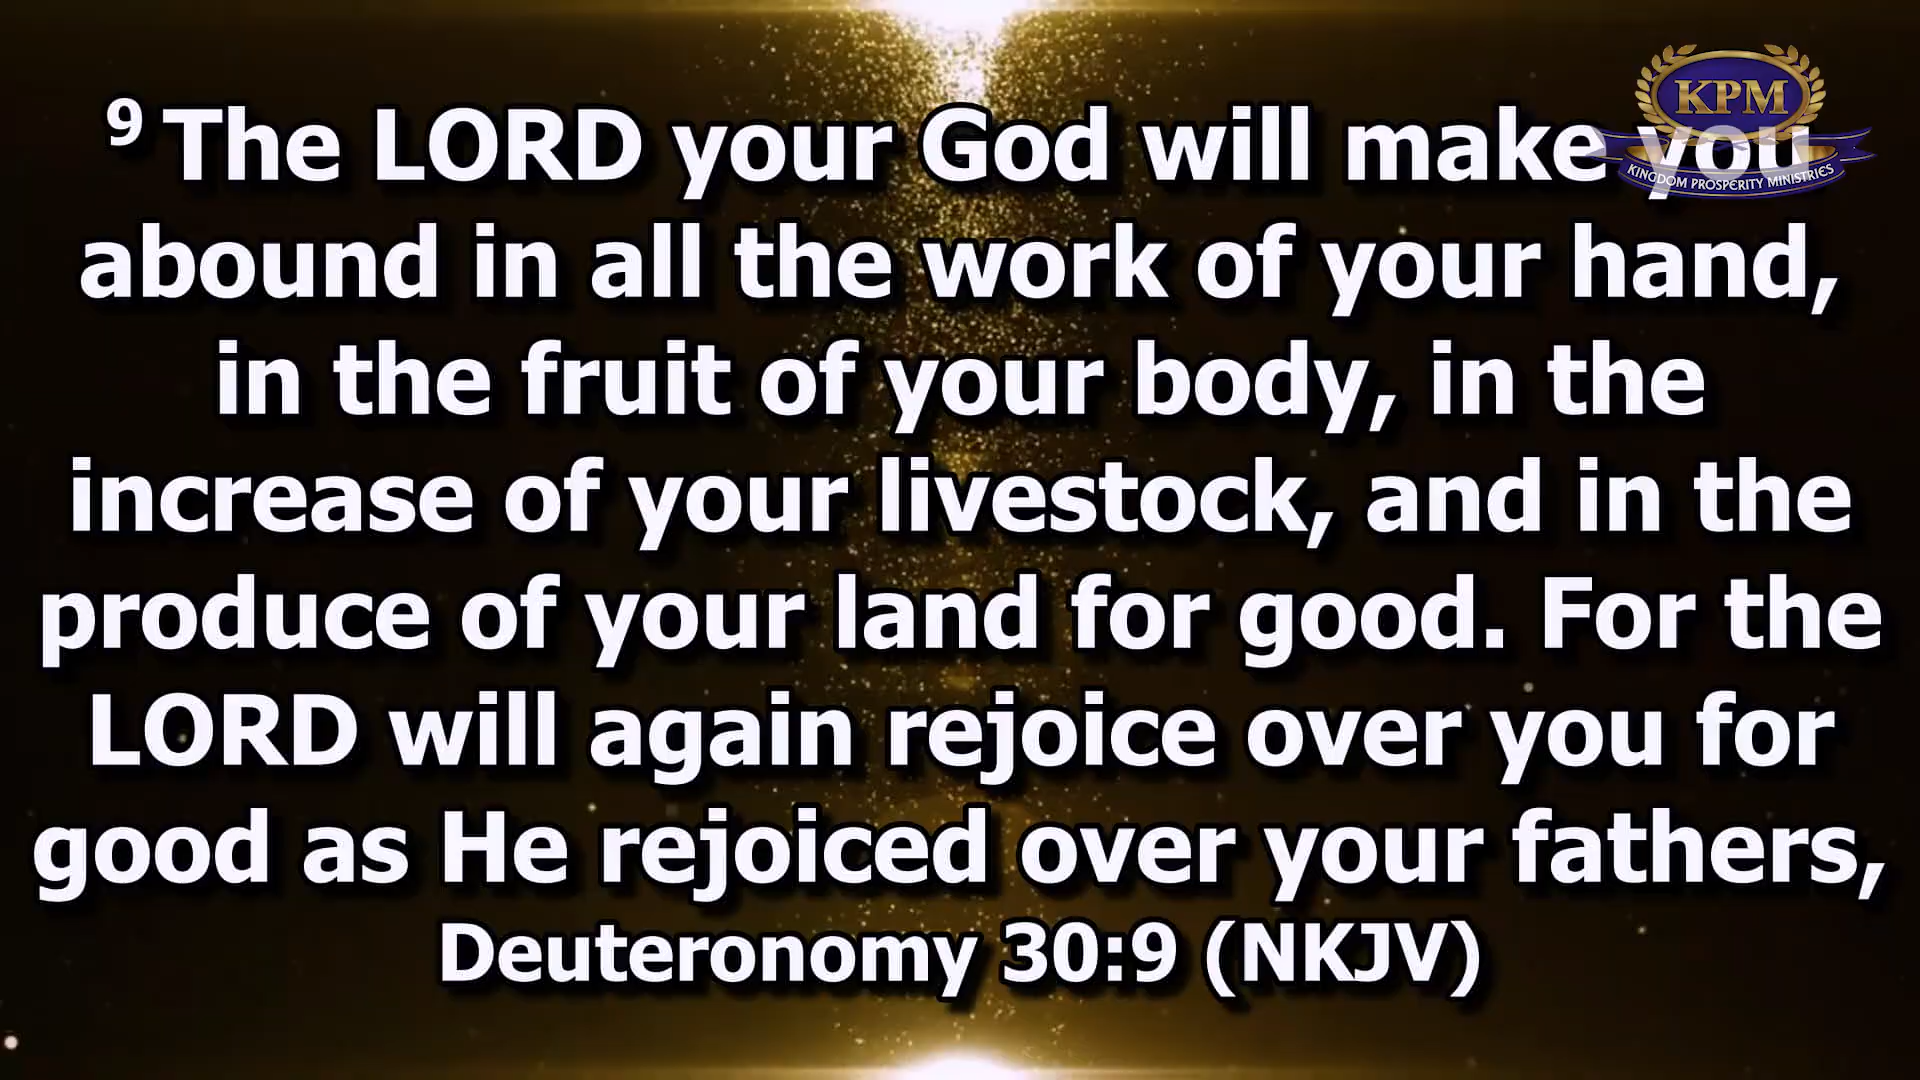 KPM
KINGDOM PROSPERITY MINISTRIES
9 The LORD your God will make you
abound in all the work of your hand,
in the fruit of your body, in the
increase of your livestock, and in the
produce of your land for good. For the
LORD will again rejoice over you for
good as He rejoiced over your fathers,
Deuteronomy 30:9 (NKJV)